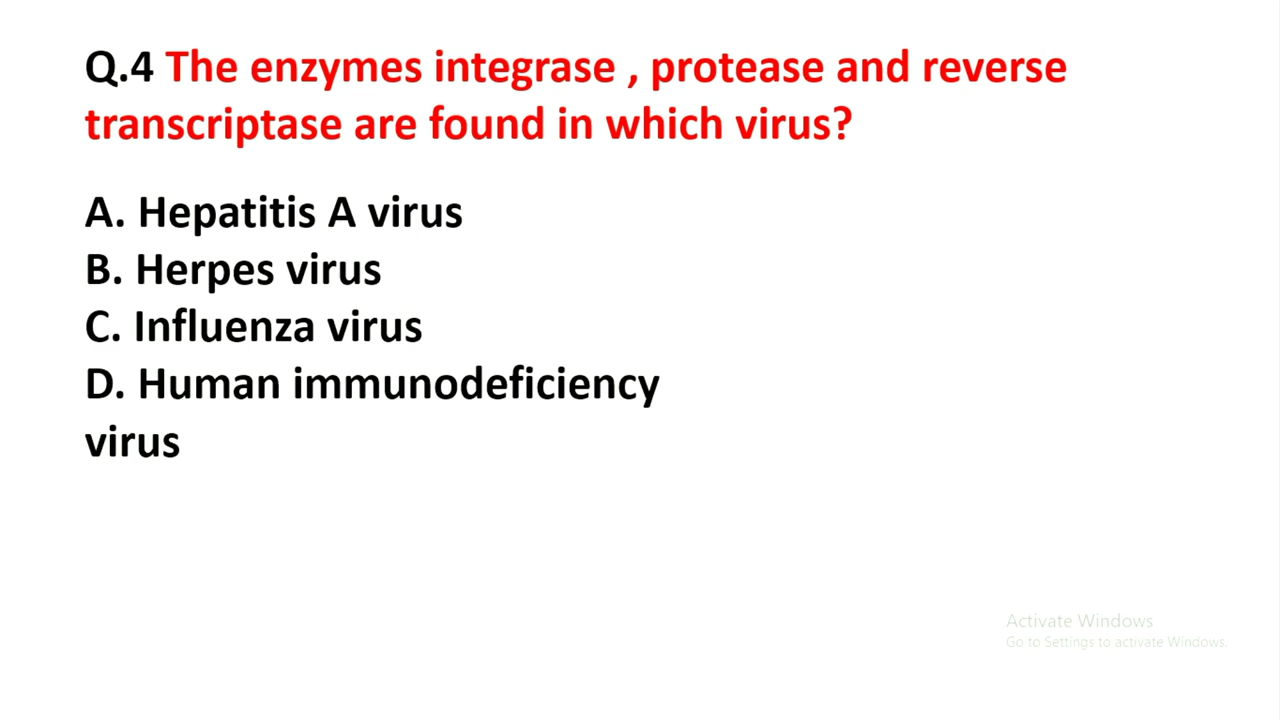 Q.4 The enzymes integrase , protease and reverse
transcriptase are found in which virus?
A. Hepatitis A virus
B. Herpes virus
C. Influenza virus
D. Human immunodeficiency
virus
Activate Windows
Go to Settings to activate Windows.